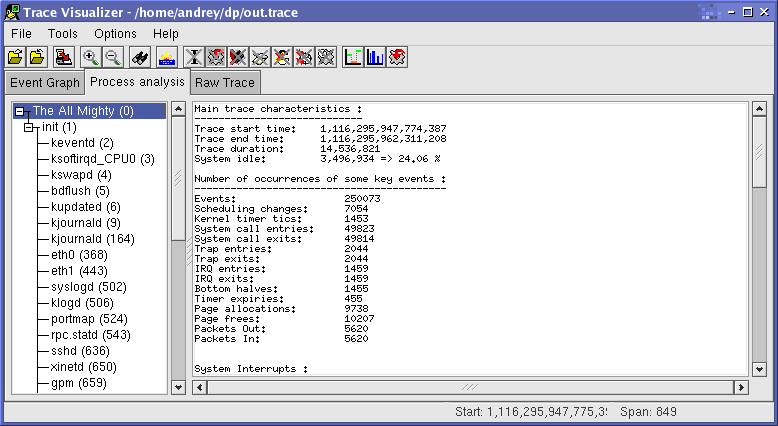 Trace Visualizer - /home/andrey/dp/out.trace
File Tools Options Help
Event Graph Process analysis Raw Trace
The All Mighty (0)
init (1)
keventd (2)
ksoftirqd_CPU0 (3)
kswapd (4)
bdflush (5)
kupdated (6)
kjournald (9)
kjournald (164)
eth0 (368)
eth1 (443)
syslogd (502)
klogd (506)
portmap (524)
rpc.statd (543)
sshd (636)
xinetd (650)
gpm (659)
Main trace characteristics :
Trace start time: 1,116,295,947,774,387
Trace end time: 1,116,295,962,311,208
Trace duration: 14,536,821
System idle: 3,496,934 => 24.06 %
Number of occurrences of some key events :
Events: 250073
Scheduling changes: 7054
Kernel timer tics: 1453
System call entries: 49823
System call exits: 49814
Trap entries: 2044
Trap exits: 2044
IRQ entries: 1459
IRQ exits: 1459
Bottom halves: 1455
Timer expiries: 455
Page allocations: 9738
Page frees: 10207
Packets Out: 5620
Packets In: 5620
System Interrupts :
Start: 1,116,295,947,775,3 Span: 849